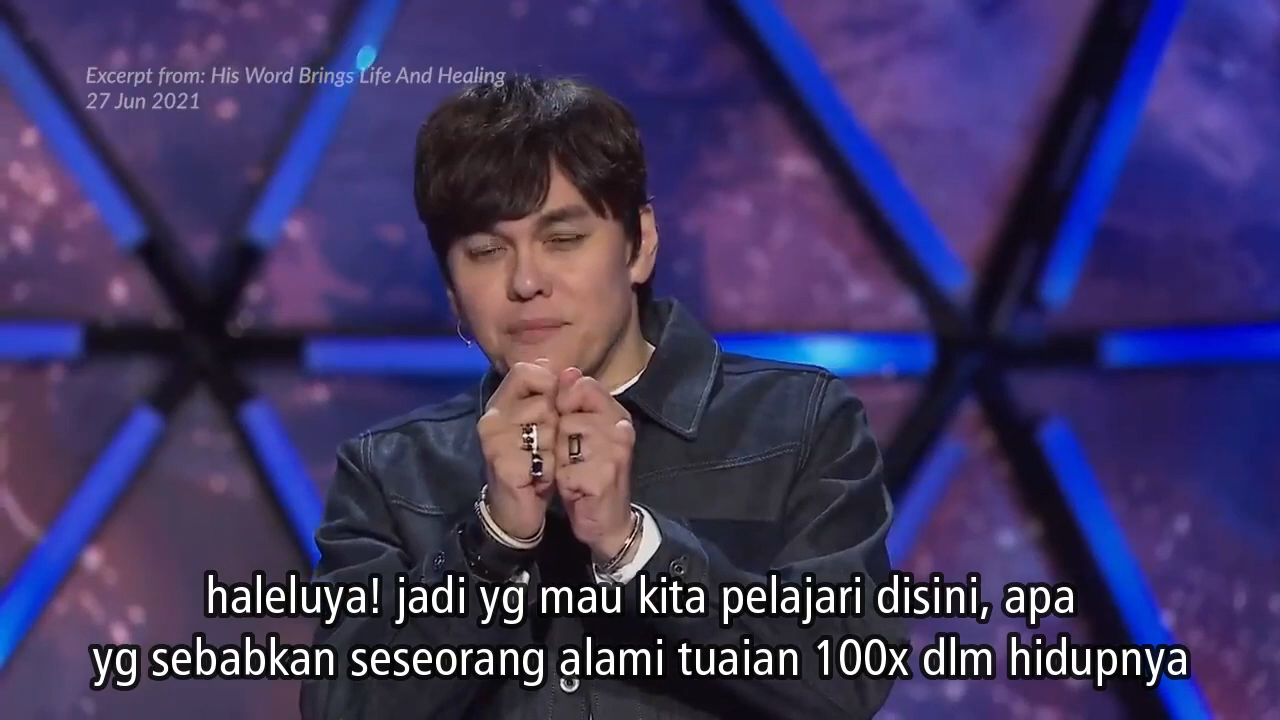 Excerpt from: His Word Brings Life And Healing
27 Jun 2021
haleluya! jadi yg mau kita pelajari disini, apa
yg sebabkan seseorang alami tuaian 100x dlm hidupnya